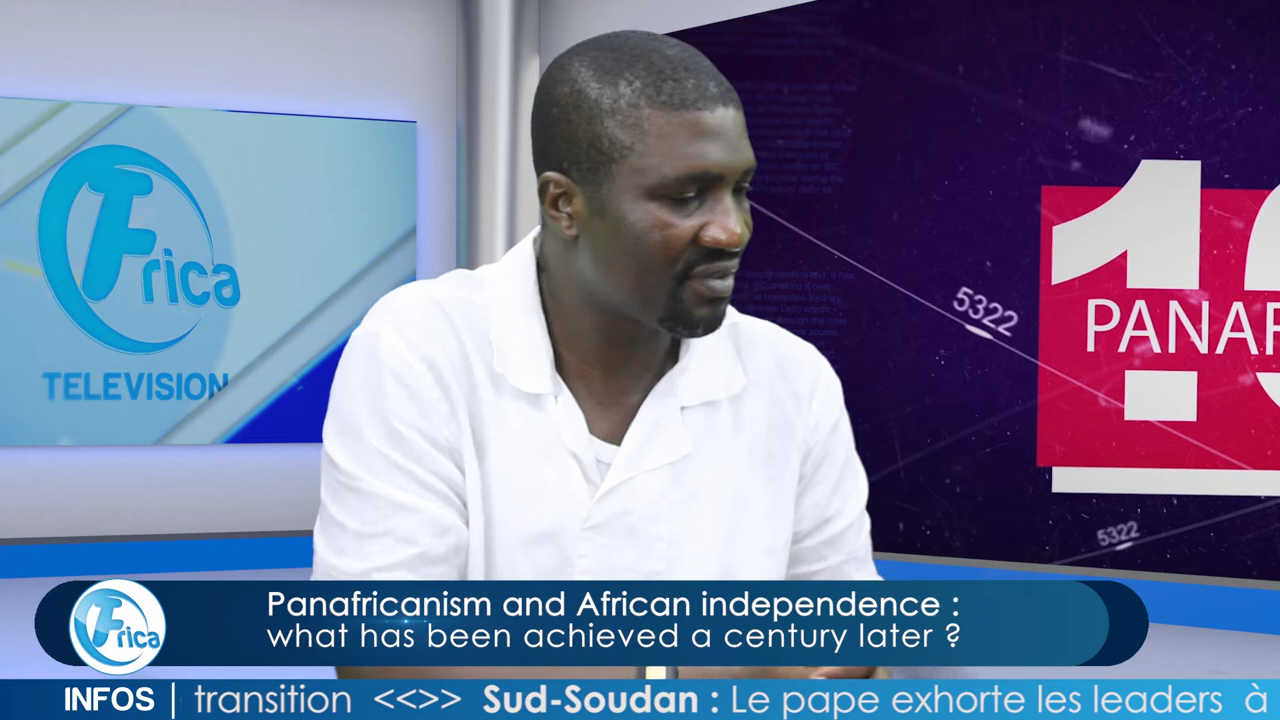 Frica
TELEVISION
5322
PANAF
5322
Panafricanism and African independence :
what has been achieved a century later ?
Frica
INFOS | transition <<>> Sud-Soudan : Le pape exhorte les leaders à